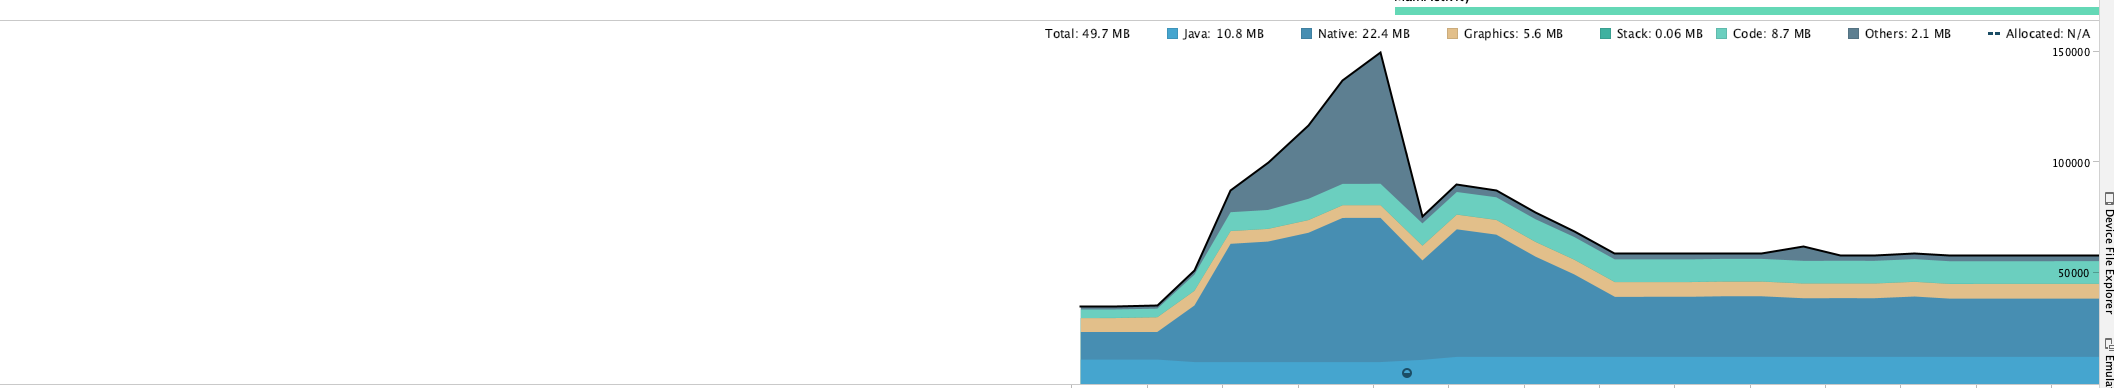 Total: 49.7 MB Java: 10.8 MB Native: 22.4 MB Graphics: 5.6 MB Stack: 0.06 MB Code: 8.7 MB Others: 2.1 MB Allocated: N/A
150000
100000
50000
Device File Explorer